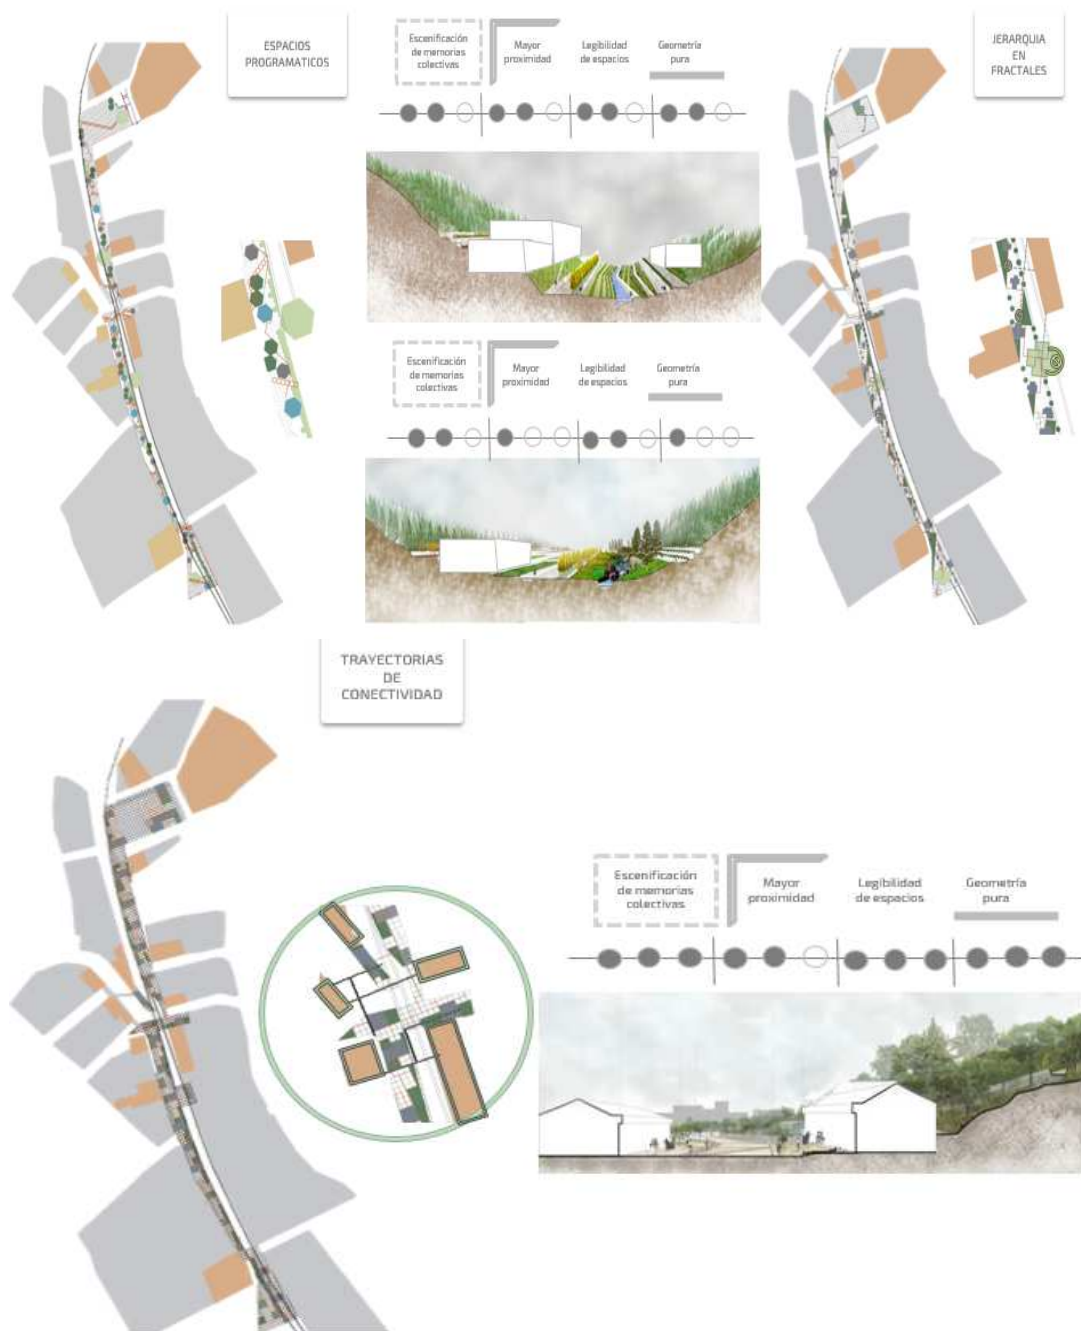 ESPACIOS
PROGRAMATICOS
Escenificación
de memorias
colectivas
Mayor
proximidad
Legibilidad
de espacios
Geometría
pura
JERARQUIA
EN
FRACTALES
Escenificación
de memorias
colectivas
Mayor
proximidad
Legibilidad
de espacios
Geometría
pura
TRAYECTORIAS
DE
CONECTIVIDAD
Escenificación
de memorias
colectivas
Mayor
proximidad
Legibilidad
de espacios
Geometría
pura